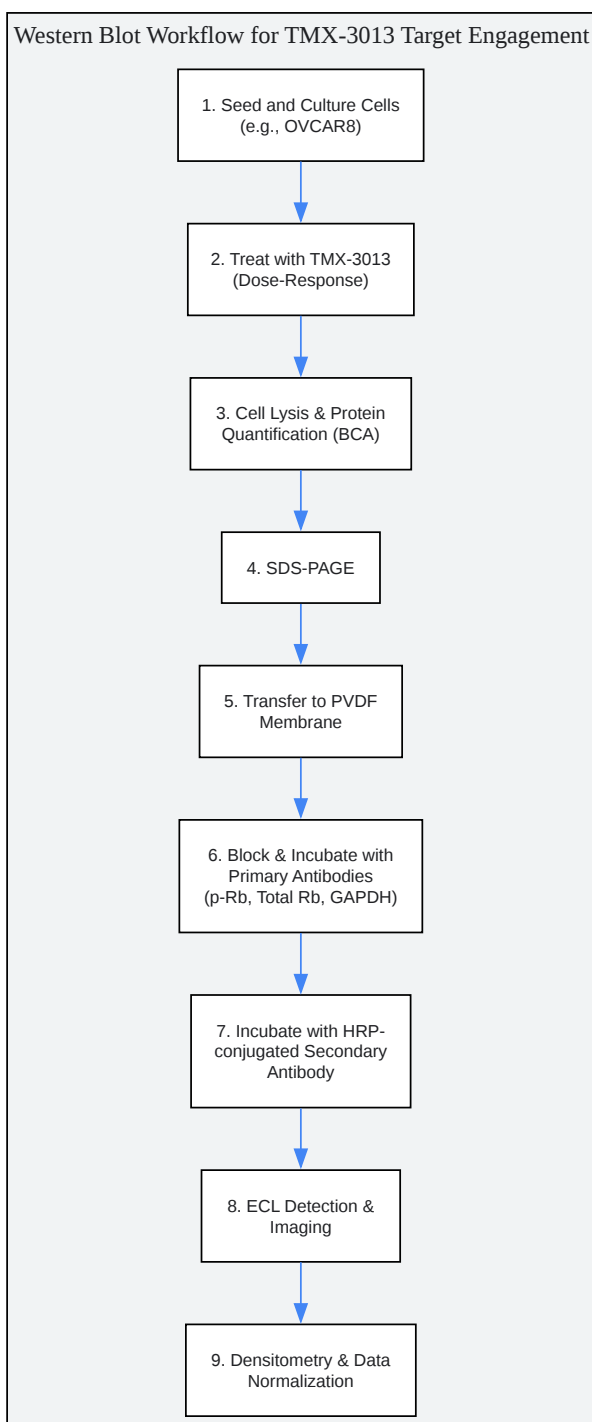 Western Blot Workflow for TMX-3013 Target Engagement
1. Seed and Culture Cells
(e.g., OVCAR8)
2. Treat with TMX-3013
(Dose-Response)
3. Cell Lysis & Protein
Quantification (BCA)
4. SDS-PAGE
5. Transfer to PVDF
Membrane
6. Block & Incubate with
Primary Antibodies
(p-Rb, Total Rb, GAPDH)
7. Incubate with HRP-
conjugated Secondary
Antibody
8. ECL Detection &
Imaging
9. Densitometry & Data
Normalization